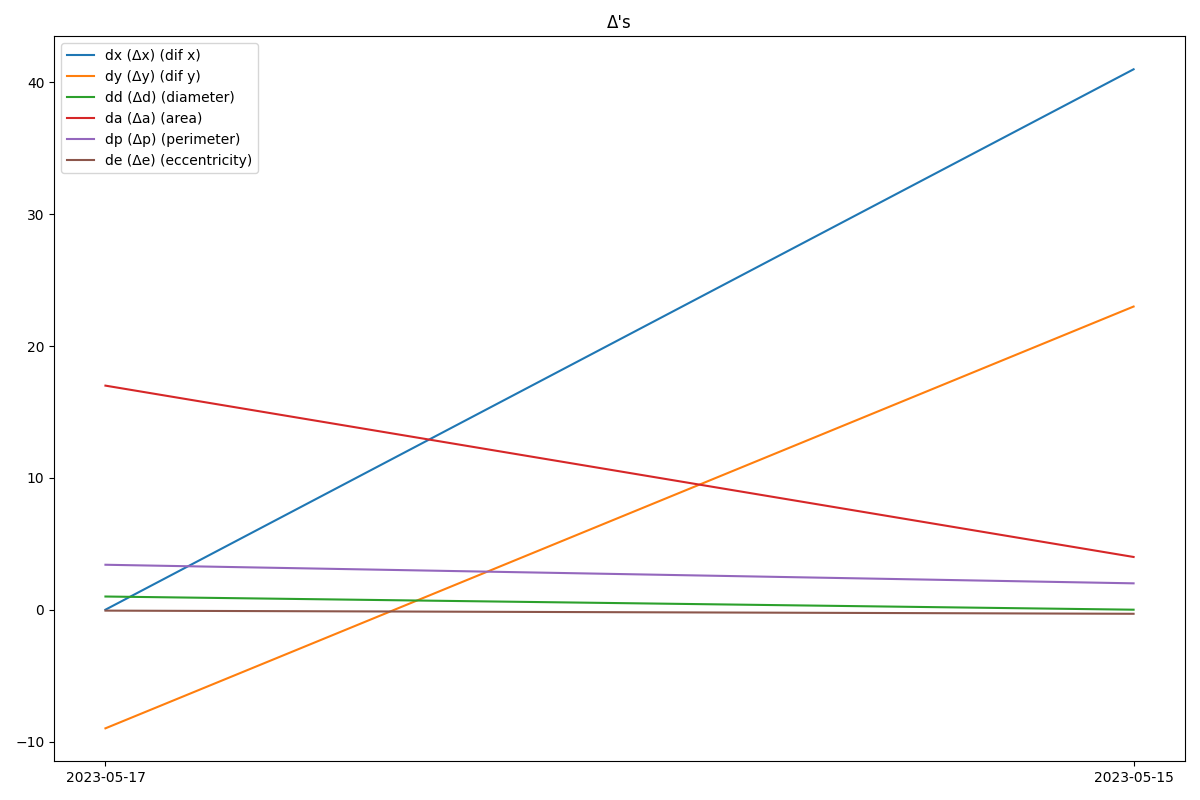 Δ's
dx (Δx) (dif x)
dy (Δy) (dif y)
dd (Δd) (diameter)
da (Δa) (area)
dp (Δp) (perimeter)
de (Δe) (eccentricity)
40
30
20
10
0
−10
2023-05-17 2023-05-15